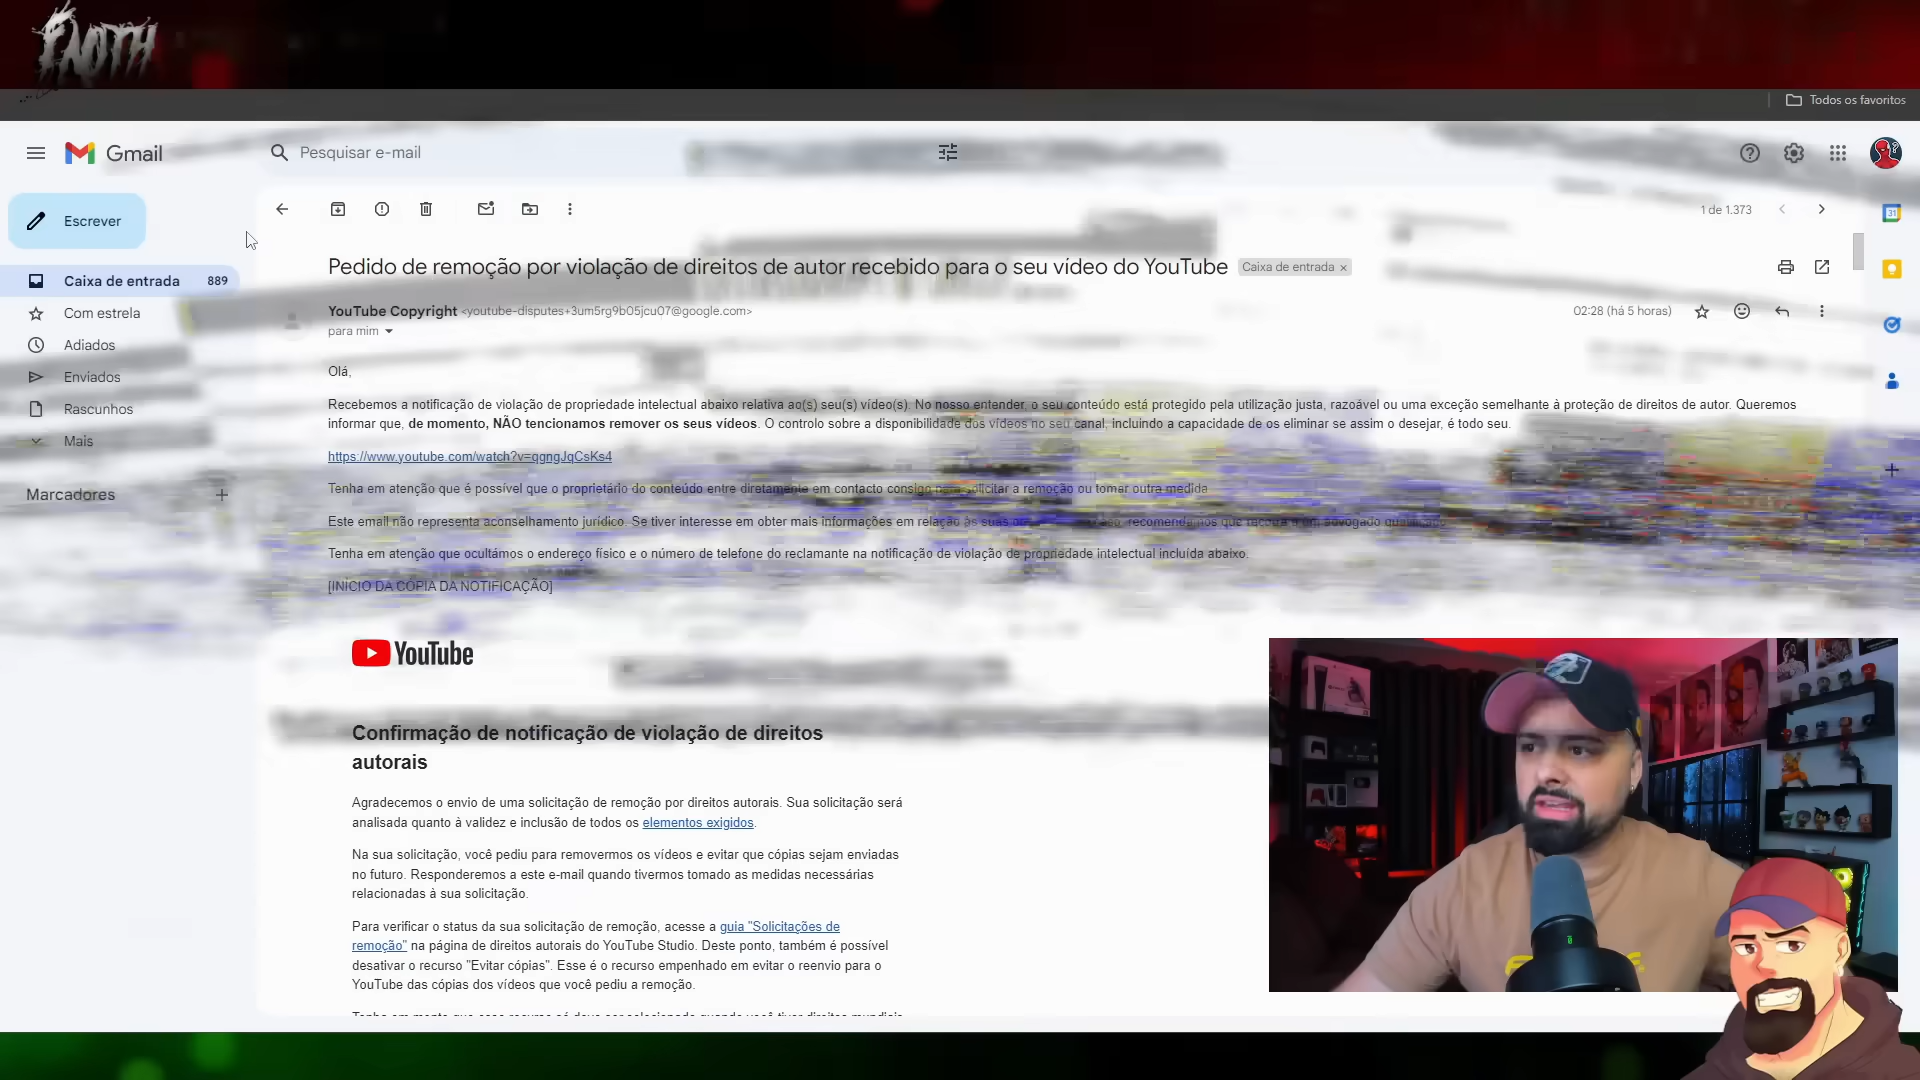 FAOTH
Todos os favoritos
Gmail
Pesquisar e-mail
Escrever
1 de 1.373
Pedido de remoção por violação de direitos de autor recebido para o seu vídeo do YouTube
Caixa de entrada ×
Caixa de entrada 889
YouTube Copyright <youtube-disputes+3um5rg9b05jcu07@google.com>
02:28 (há 5 horas)
Com estrela
para mim
Adiados
Olá,
Enviados
Rascunhos
Recebemos a notificação de violação de propriedade intelectual abaixo relativa ao(s) seu(s) vídeo(s). No nosso entender, o seu conteúdo está protegido pela utilização justa, razoável ou uma exceção semelhante à proteção de direitos de autor. Queremos
informar que, de momento, NÃO tencionamos remover os seus vídeos. O controlo sobre a disponibilidade dos vídeos no seu canal, incluindo a capacidade de os eliminar se assim o desejar, é todo seu.
Mais
https://www.youtube.com/watch?v=qgngJqCsKs4
Marcadores
Tenha em atenção que é possível que o proprietário do conteúdo entre diretamente em contacto consigo para solicitar a remoção ou tomar outra medida
Este email não representa aconselhamento jurídico. Se tiver interesse em obter mais informações em relação às suas recomendamos que recorra a um advogado qualificado
Tenha em atenção que ocultámos o endereço físico e o número de telefone do reclamante na notificação de violação de propriedade intelectual incluída abaixo.
[INÍCIO DA CÓPIA DA NOTIFICAÇÃO]
YouTube
Confirmação de notificação de violação de direitos
autorais
Agradecemos o envio de uma solicitação de remoção por direitos autorais. Sua solicitação será
analisada quanto à validez e inclusão de todos os elementos exigidos.
Na sua solicitação, você pediu para removermos os vídeos e evitar que cópias sejam enviadas
no futuro. Responderemos a este e-mail quando tivermos tomado as medidas necessárias
relacionadas à sua solicitação.
Para verificar o status da sua solicitação de remoção, acesse a guia "Solicitações de
remoção" na página de direitos autorais do YouTube Studio. Deste ponto, também é possível
desativar o recurso "Evitar cópias". Esse é o recurso empenhado em evitar o reenvio para o
YouTube das cópias dos vídeos que você pediu a remoção.